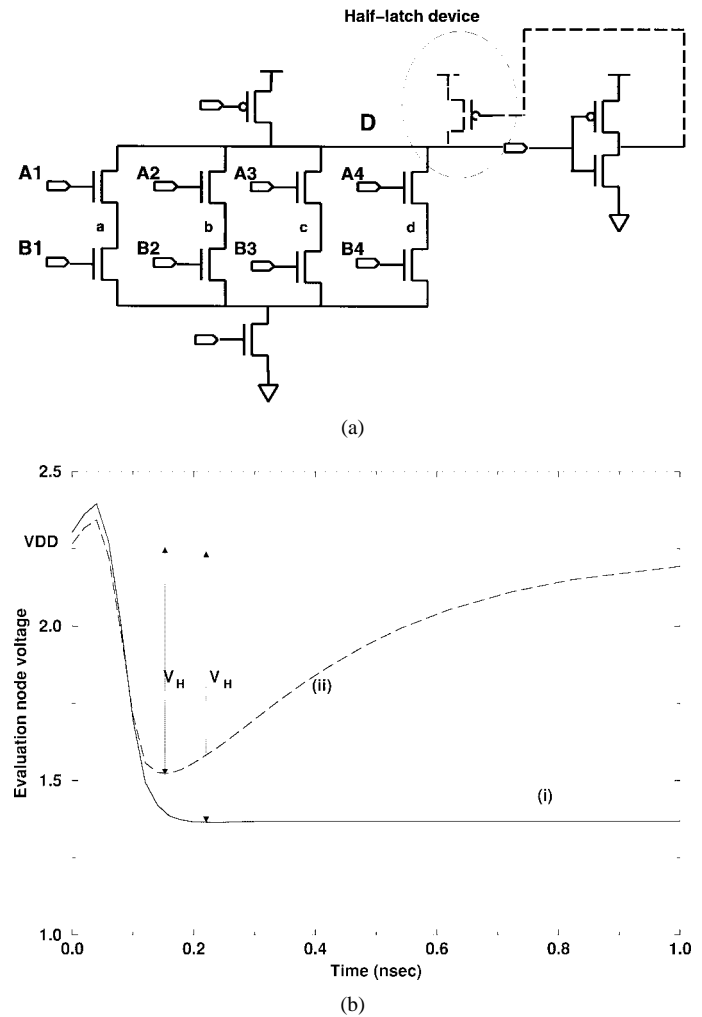 Half-latch device
D
A1 A2 A3 A4
a b c d
B1 B2 B3 B4
(a)
2.5
VDD
2.0
VH VH
(ii)
Evaluation node voltage
1.5
(i)
1.0
0.0 0.2 0.4 0.6 0.8 1.0
Time (nsec)
(b)